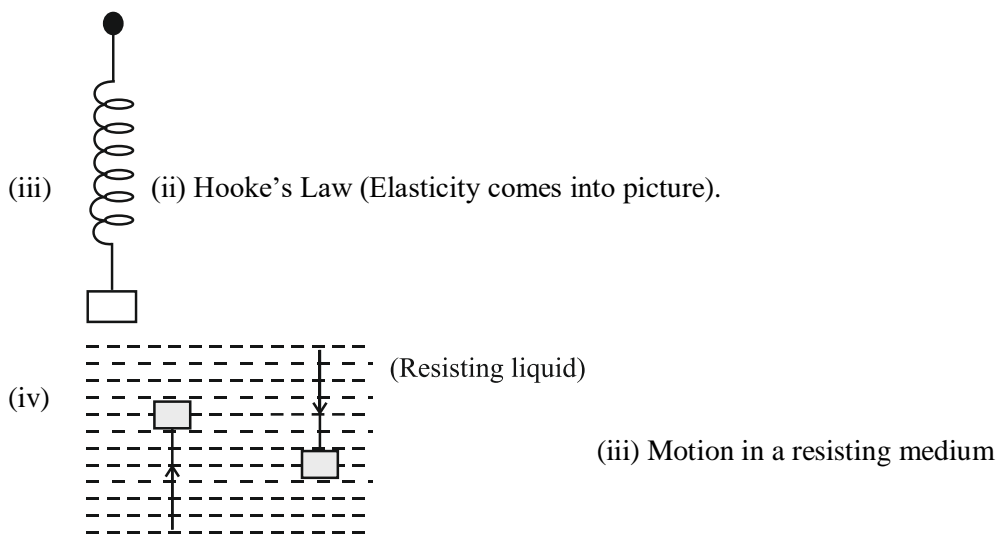 (iii) (ii) Hooke’s Law (Elasticity comes into picture).
(Resisting liquid)
(iv)
(iii) Motion in a resisting medium